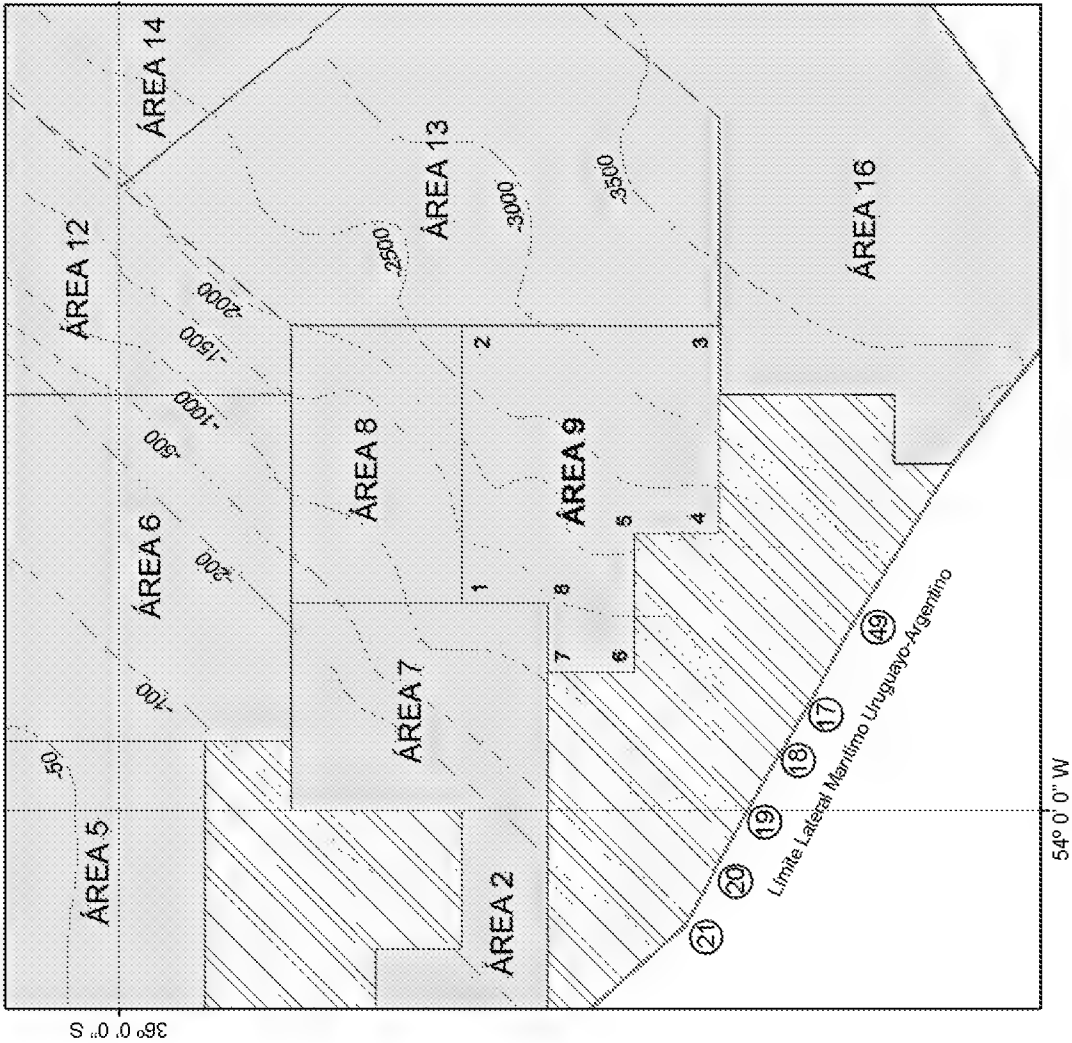 ÁREA 14
ÁREA 12
ÁREA 13
ÁREA 6
ÁREA 5
ÁREA 8
ÁREA 7
ÁREA 9
ÁREA 2
ÁREA 16
-50
-100
-200
-500
-1000
-1500
-2000
-2500
-3000
-3500
1
2
3
4
5
6
7
8
21
20
19
18
17
49
Límite Lateral Marítimo Uruguayo-Argentino
36º 0' 0" S
54º 0' 0" W